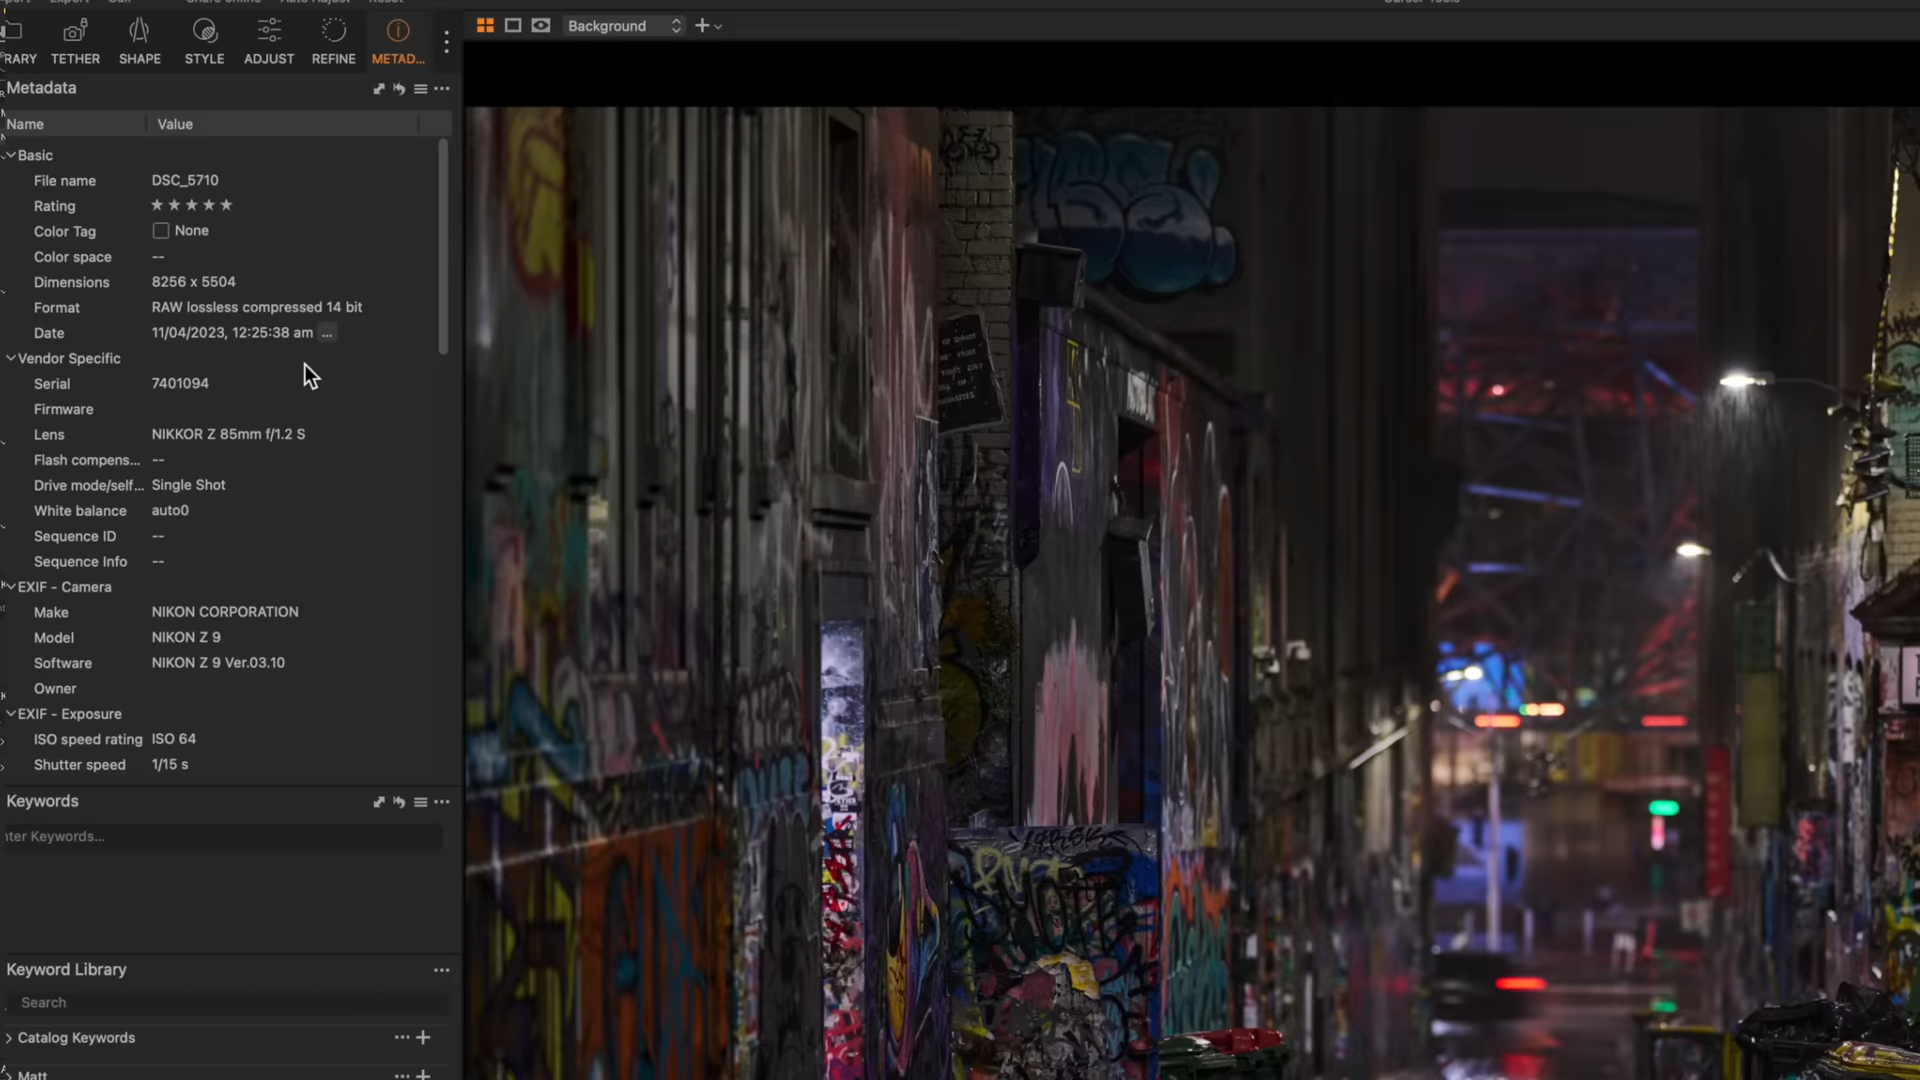 Background
RARY TETHER SHAPE STYLE ADJUST REFINE METAD...
Metadata
Name Value
Basic
File name DSC_5710
Rating ★★★★★
Color Tag None
Color space --
Dimensions 8256 x 5504
Format RAW lossless compressed 14 bit
Date 11/04/2023, 12:25:38 am ...
Vendor Specific
Serial 7401094
Firmware
Lens NIKKOR Z 85mm f/1.2 S
Flash compens... --
Drive mode/self... Single Shot
White balance auto0
Sequence ID --
Sequence Info --
EXIF - Camera
Make NIKON CORPORATION
Model NIKON Z 9
Software NIKON Z 9 Ver.03.10
Owner
EXIF - Exposure
ISO speed rating ISO 64
Shutter speed 1/15 s
Keywords
nter Keywords...
Keyword Library
Search
Catalog Keywords
Matt